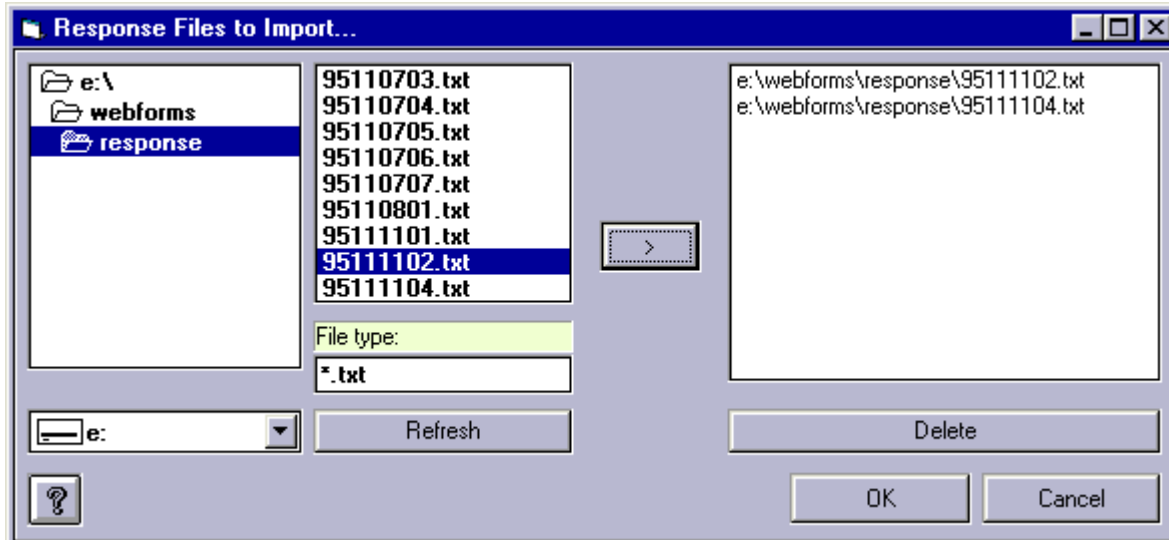 Response Files to Import...
e:\
webforms
response
95110703.txt
95110704.txt
95110705.txt
95110706.txt
95110707.txt
95110801.txt
95111101.txt
95111102.txt
95111104.txt
File type:
*.txt
e:
Refresh
>
e:\webforms\response\95111102.txt
e:\webforms\response\95111104.txt
Delete
?
OK
Cancel